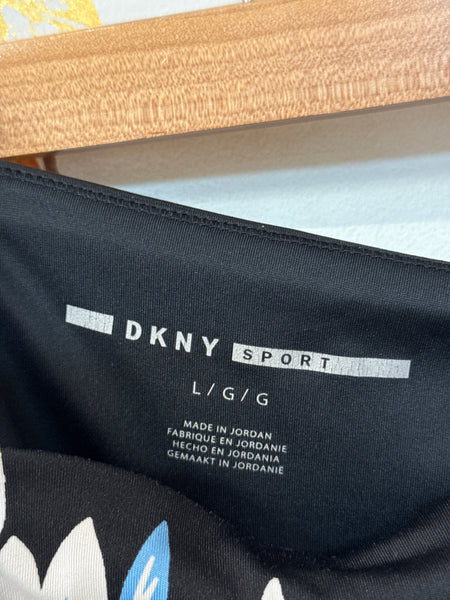 DKNY SPORT
L / G / G
MADE IN JORDAN
FABRIQUE EN JORDANIE
HECHO EN JORDANIA
GEMAAKT IN JORDANIE